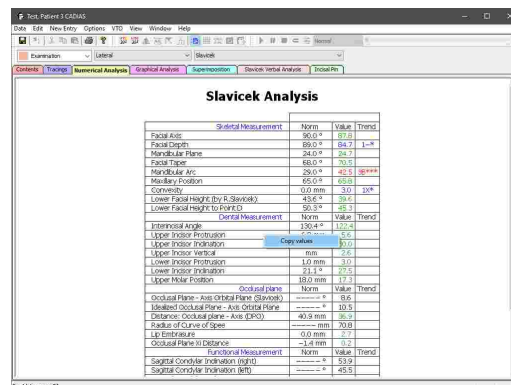 Test, Patient 3 CADIAS
Data Edit New Entry Options VTO View Window Help
Normal
Examination Lateral Slavicek
Contents Tracings Numerical Analysis Graphical Analysis Superimposition Slavicek Verbal Analysis Incisal Pin
Slavicek Analysis
Skeletal Measurement Norm Value Trend
Facial Axis 90.0 ° 87.8
Facial Depth 89.0 ° 84.7 1-*
Mandibular Plane 24.0 ° 24.7
Facial Taper 68.0 ° 70.5
Mandibular Arc 29.0 ° 42.5 3B***
Maxillary Position 65.0 ° 65.8
Convexity 0.0 mm 3.0 1X*
Lower Facial Height (by R.Slavicek) 43.6 ° 39.6
Lower Facial Height to Point D 50.3 ° 45.3
Dental Measurement Norm Value Trend
Interincisal Angle 130.4 ° 122.4
Upper Incisor Protrusion 5.6
Upper Incisor Inclination
Copy values
Upper Incisor Vertical mm 2.6
Lower Incisor Protrusion 1.0 mm 3.0
Lower Incisor Inclination 21.1 ° 27.5
Upper Molar Position 18.0 mm 17.3
Occlusal plane Norm Value Trend
Occlusal Plane - Axis Orbital Plane (Slavicek) ----- ° 8.6
Idealized Occlusal Plane - Axis Orbital Plane ----- ° 10.5
Distance: Occlusal plane - Axis (DPO) 40.9 mm 36.9
Radius of Curve of Spee ----- mm 70.8
Lip Embrasure 0.0 mm 2.7
Occlusal Plane Xi Distance -1.4 mm 0.2
Functional Measurement Norm Value Trend
Sagittal Condylar Inclination (right) ----- ° 53.9
Sagittal Condylar Inclination (left) ----- ° 45.5